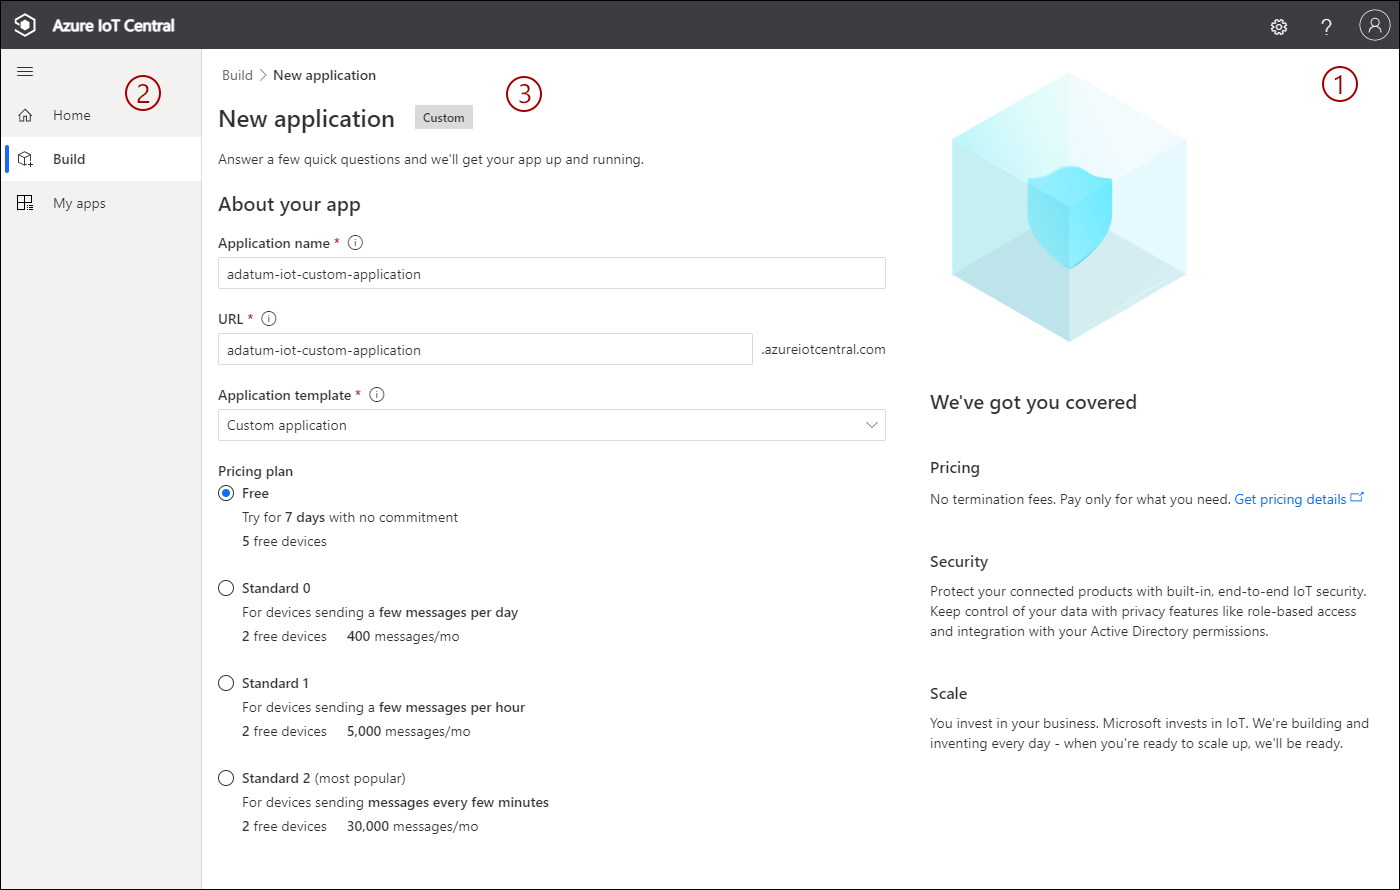 Azure IoT Central
?
2
Home
Build
My apps
Build > New application
3
New application Custom
Answer a few quick questions and we'll get your app up and running.
About your app
Application name *
adatum-iot-custom-application
URL *
adatum-iot-custom-application .azureiotcentral.com
Application template *
Custom application
Pricing plan
Free
Try for 7 days with no commitment
5 free devices
Standard 0
For devices sending a few messages per day
2 free devices 400 messages/mo
Standard 1
For devices sending a few messages per hour
2 free devices 5,000 messages/mo
Standard 2 (most popular)
For devices sending messages every few minutes
2 free devices 30,000 messages/mo
1
We've got you covered
Pricing
No termination fees. Pay only for what you need. Get pricing details
Security
Protect your connected products with built-in, end-to-end IoT security.
Keep control of your data with privacy features like role-based access
and integration with your Active Directory permissions.
Scale
You invest in your business. Microsoft invests in IoT. We're building and
inventing every day - when you're ready to scale up, we'll be ready.